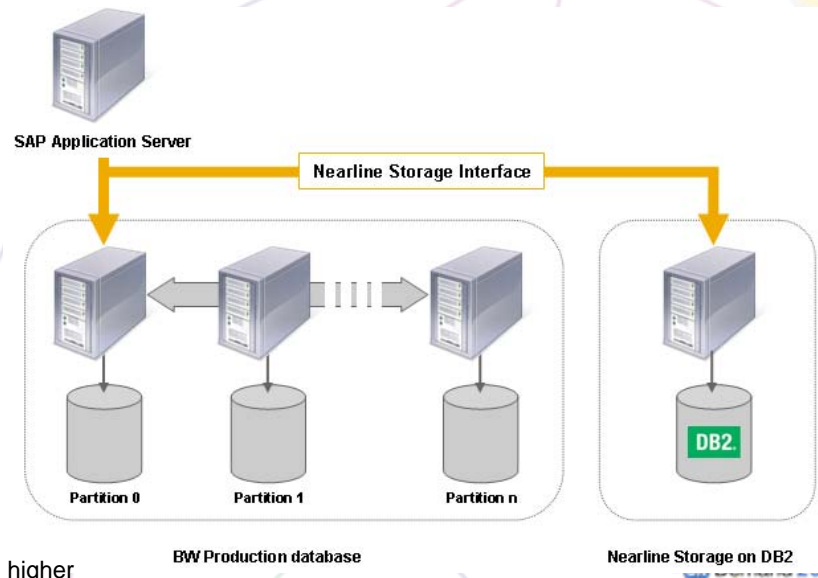 SAP Application Server
Nearline Storage Interface
DB2.
Partition 0
Partition 1
Partition n
higher
BW Production database
Nearline Storage on DB2